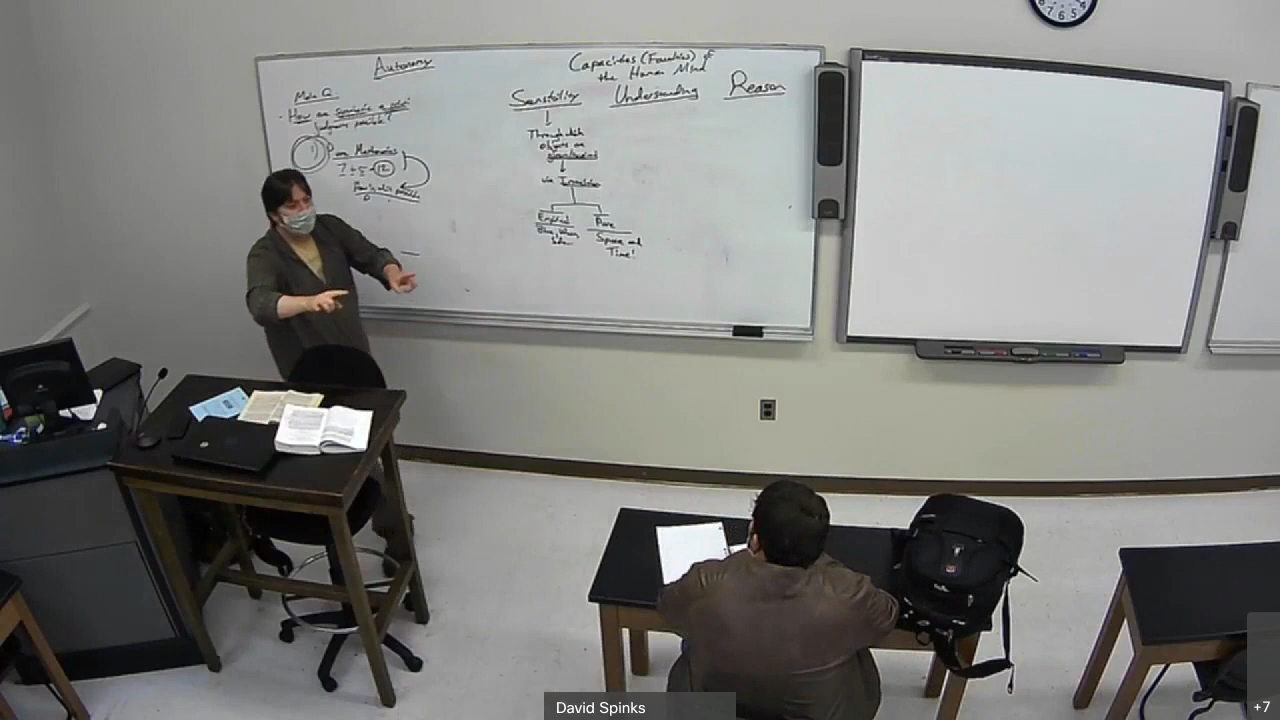 Autonomy
Main Q.
How are synthetic a priori
judgments possible?
are Mathematics
7+5=12
Capacities (Faculties) of
the Human Mind
Sensibility Understanding Reason
Through which
objects are
given
via Intuition
Empirical Pure
Space and
Time!
David Spinks
+7